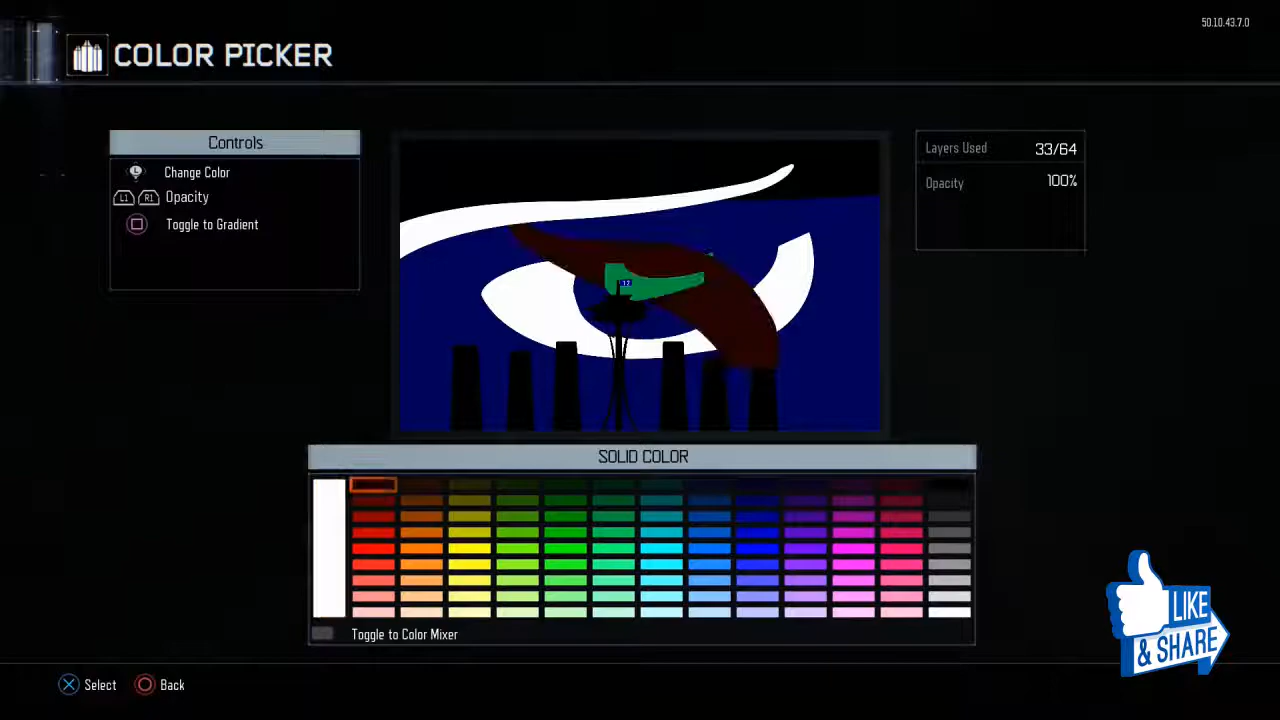 50.10.43.7.0
COLOR PICKER
Controls
L Change Color
L1 R1 Opacity
Toggle to Gradient
Layers Used 33/64
Opacity 100%
12
SOLID COLOR
Toggle to Color Mixer
LIKE
& SHARE
Select Back